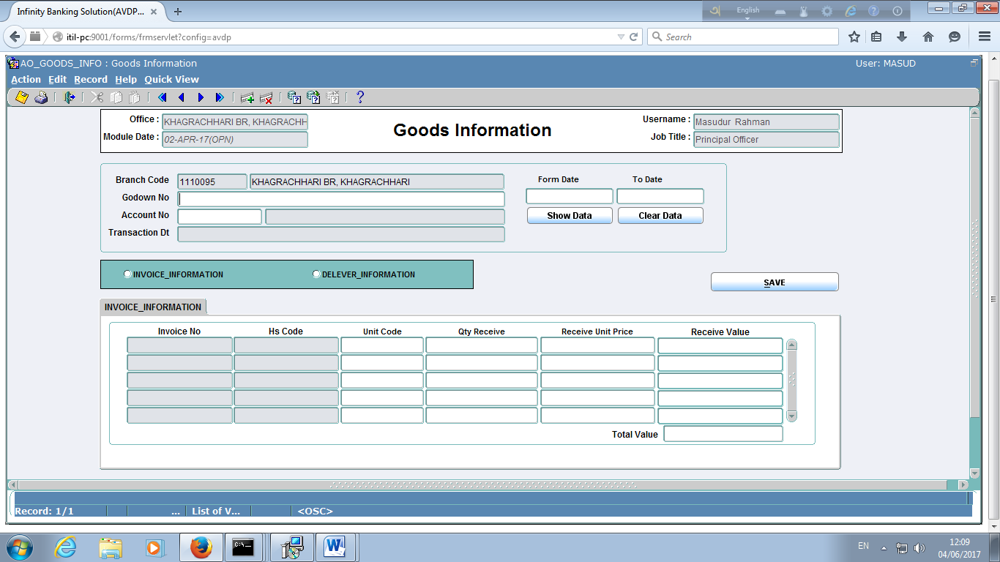 Infinity Banking Solution(AVDP...
English
itil-pc:9001/forms/frmservlet?config=avdp
Search
AO_GOODS_INFO : Goods Information
User: MASUD
Action Edit Record Help Quick View
Office :
KHAGRACHHARI BR, KHAGRACHH
Module Date :
02-APR-17(OPN)
Goods Information
Username :
Masudur Rahman
Job Title :
Principal Officer
Branch Code
1110095
KHAGRACHHARI BR, KHAGRACHHARI
Godown No
Account No
Transaction Dt
Form Date
To Date
Show Data
Clear Data
INVOICE_INFORMATION
DELEVER_INFORMATION
SAVE
INVOICE_INFORMATION
Invoice No
Hs Code
Unit Code
Qty Receive
Receive Unit Price
Receive Value
Total Value
Record: 1/1
...
List of V...
<OSC>
EN
12:09
04/06/2017